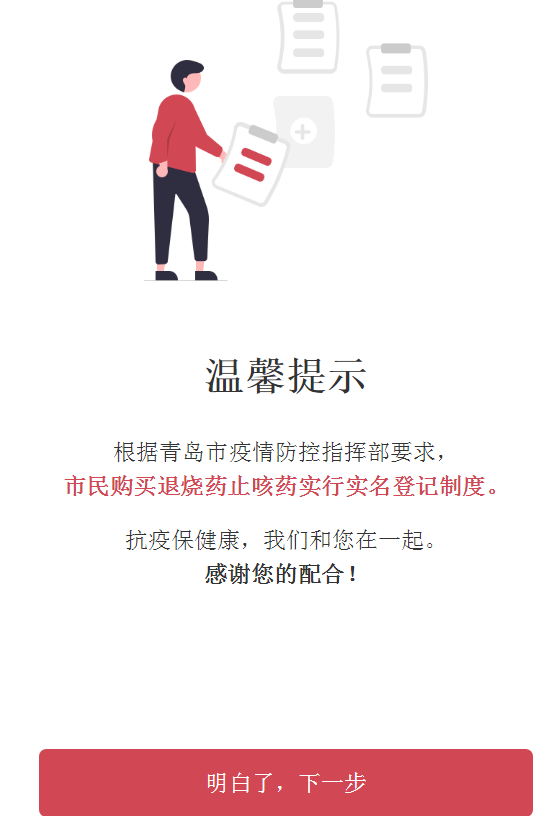 温馨提示
根据青岛市疫情防控指挥部要求，
市民购买退烧药止咳药实行实名登记制度。
抗疫保健康，我们和您在一起。
感谢您的配合！
明白了，下一步